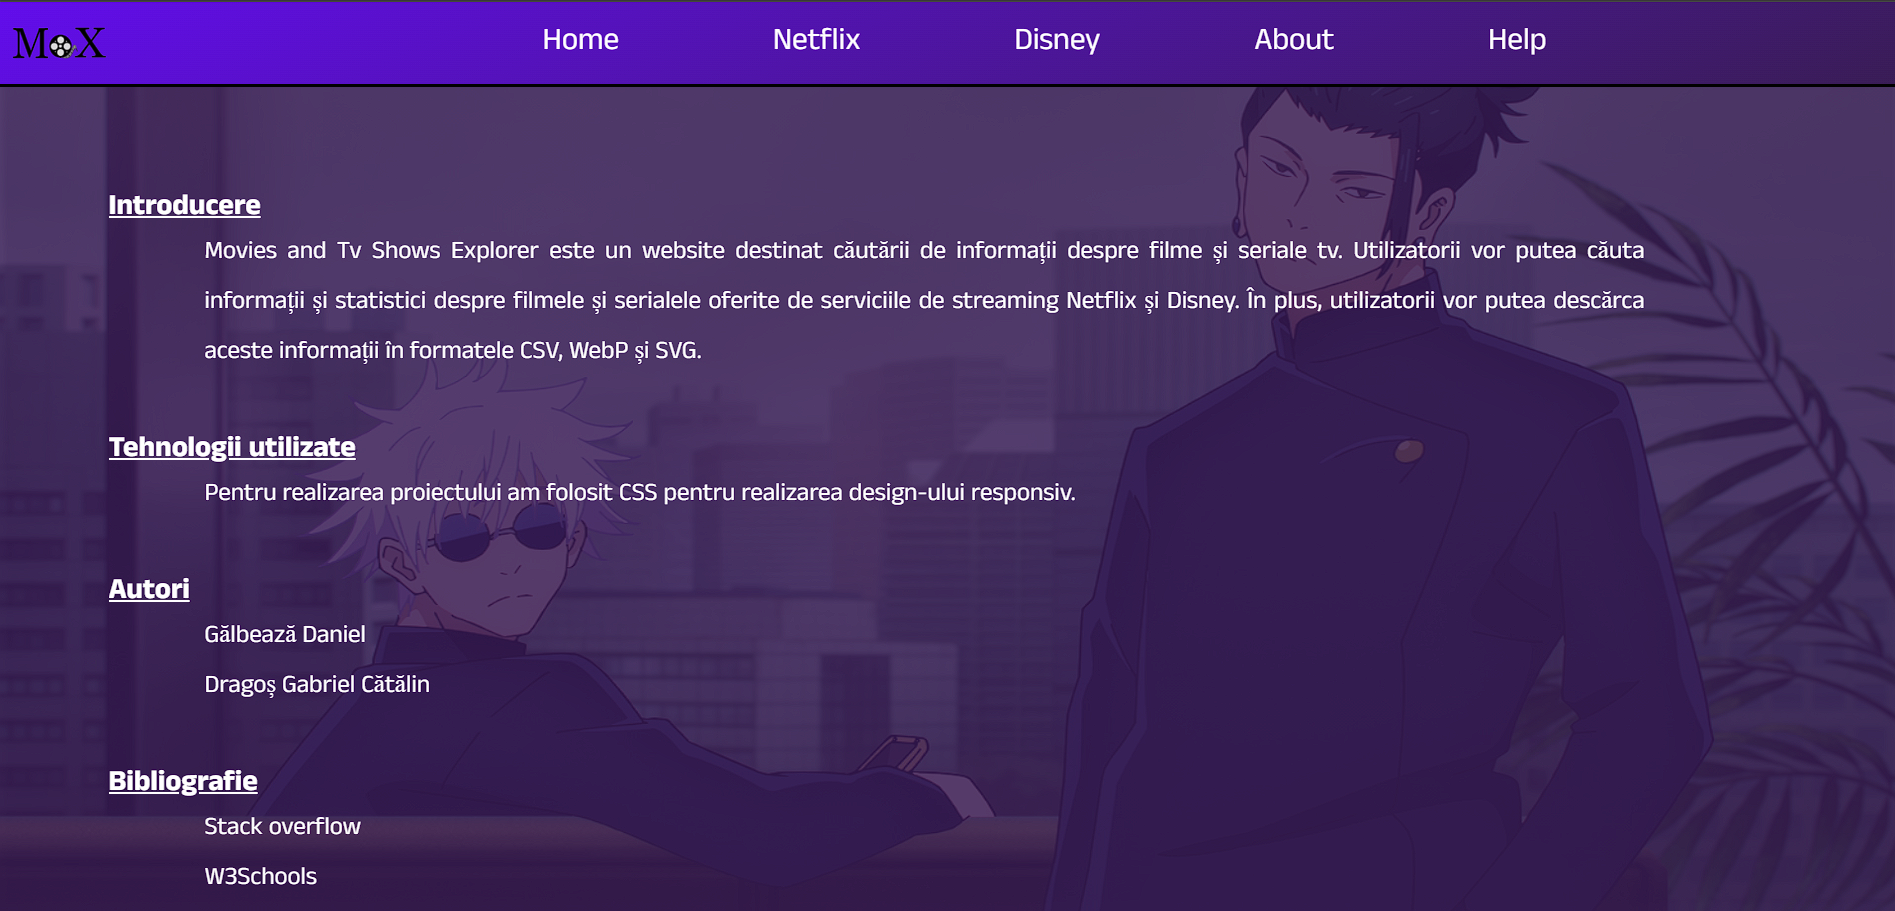 MoX
Home Netflix Disney About Help
Introducere
Movies and Tv Shows Explorer este un website destinat căutării de informații despre filme și seriale tv. Utilizatorii vor putea căuta
informații și statistici despre filmele și serialele oferite de serviciile de streaming Netflix și Disney. În plus, utilizatorii vor putea descărca
aceste informații în formatele CSV, WebP și SVG.
Tehnologii utilizate
Pentru realizarea proiectului am folosit CSS pentru realizarea design-ului responsiv.
Autori
Gălbează Daniel
Dragoș Gabriel Cătălin
Bibliografie
Stack overflow
W3Schools